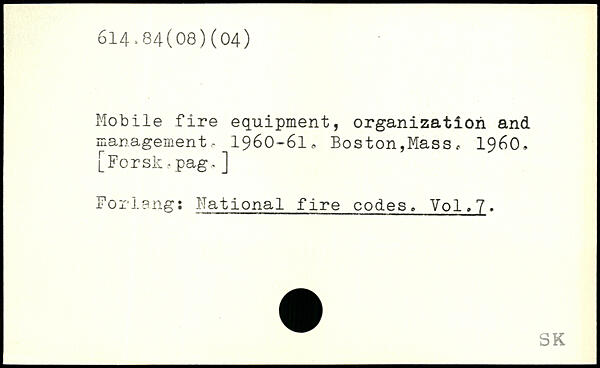 614.84(08)(04)
Mobile fire equipment, organization and
management. 1960-61. Boston,Mass. 1960.
[Forsk.pag.]
Forlang: National fire codes. Vol.7.
SK